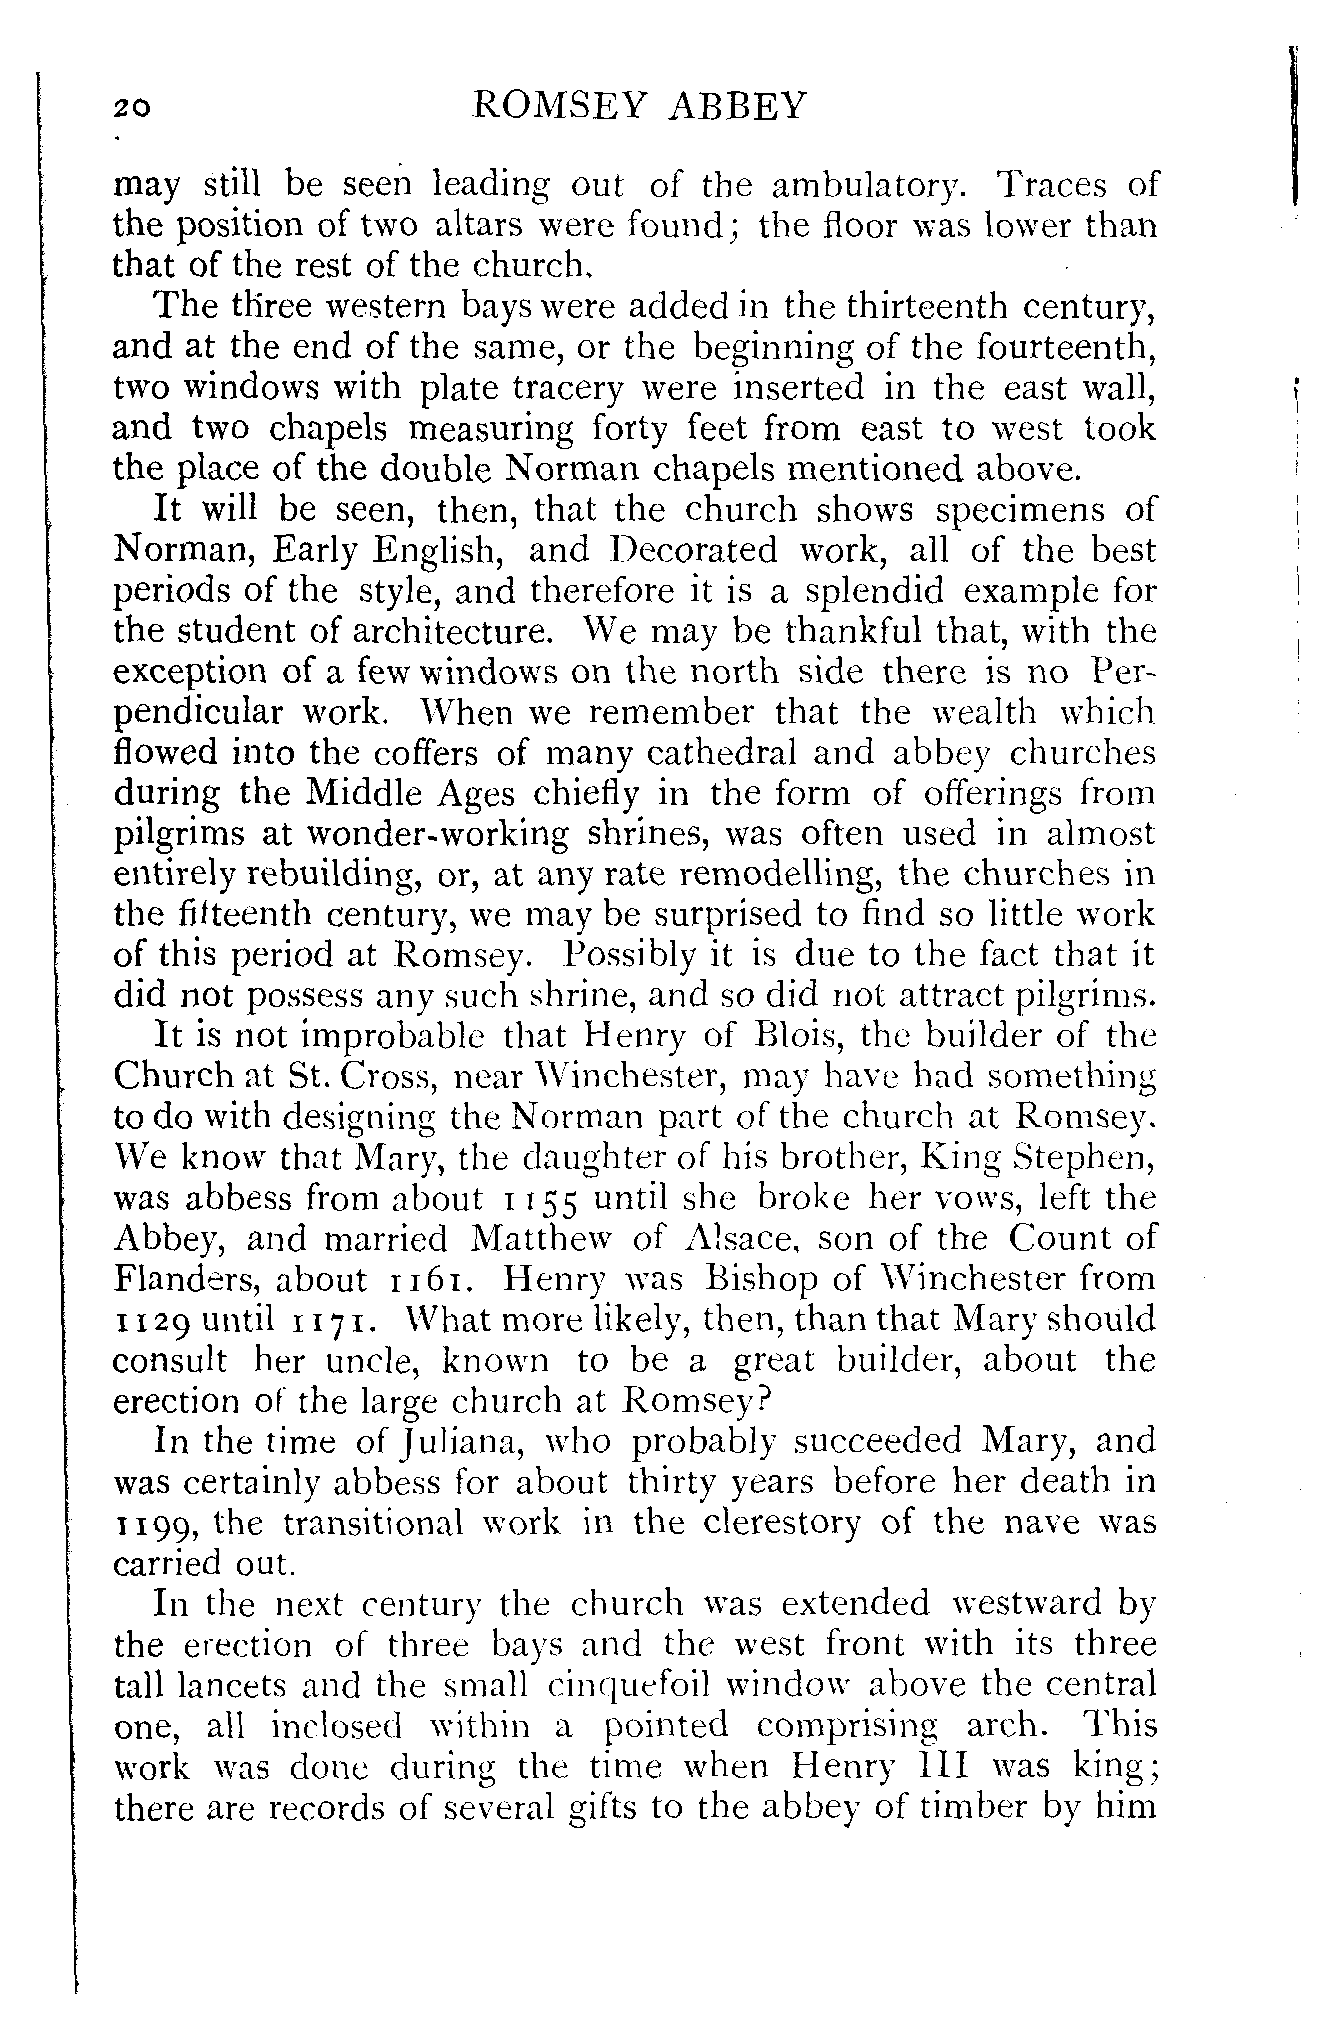 20 ROMSEY ABBEY
may still be seen leading out of the ambulatory. Traces of
the position of two altars were found; the floor was lower than
that of the rest of the church.
The three western bays were added in the thirteenth century,
and at the end of the same, or the beginning of the fourteenth,
two windows with plate tracery were inserted in the east wall,
and two chapels measuring forty feet from east to west took
the place of the double Norman chapels mentioned above.
It will be seen, then, that the church shows specimens of
Norman, Early English, and Decorated work, all of the best
periods of the style, and therefore it is a splendid example for
the student of architecture. We may be thankful that, with the
exception of a few windows on the north side there is no Per-
pendicular work. When we remember that the wealth which
flowed into the coffers of many cathedral and abbey churches
during the Middle Ages chiefly in the form of offerings from
pilgrims at wonder-working shrines, was often used in almost
entirely rebuilding, or, at any rate remodelling, the churches in
the fifteenth century, we may be surprised to find so little work
of this period at Romsey. Possibly it is due to the fact that it
did not possess any such shrine, and so did not attract pilgrims.
It is not improbable that Henry of Blois, the builder of the
Church at St. Cross, near Winchester, may have had something
to do with designing the Norman part of the church at Romsey.
We know that Mary, the daughter of his brother, King Stephen,
was abbess from about 1155 until she broke her vows, left the
Abbey, and married Matthew of Alsace, son of the Count of
Flanders, about 1161. Henry was Bishop of Winchester from
1129 until 1171. What more likely, then, than that Mary should
consult her uncle, known to be a great builder, about the
erection of the large church at Romsey?
In the time of Juliana, who probably succeeded Mary, and
was certainly abbess for about thirty years before her death in
1199, the transitional work in the clerestory of the nave was
carried out.
In the next century the church was extended westward by
the erection of three bays and the west front with its three
tall lancets and the small cinquefoil window above the central
one, all inclosed within a pointed comprising arch. This
work was done during the time when Henry III was king;
there are records of several gifts to the abbey of timber by him